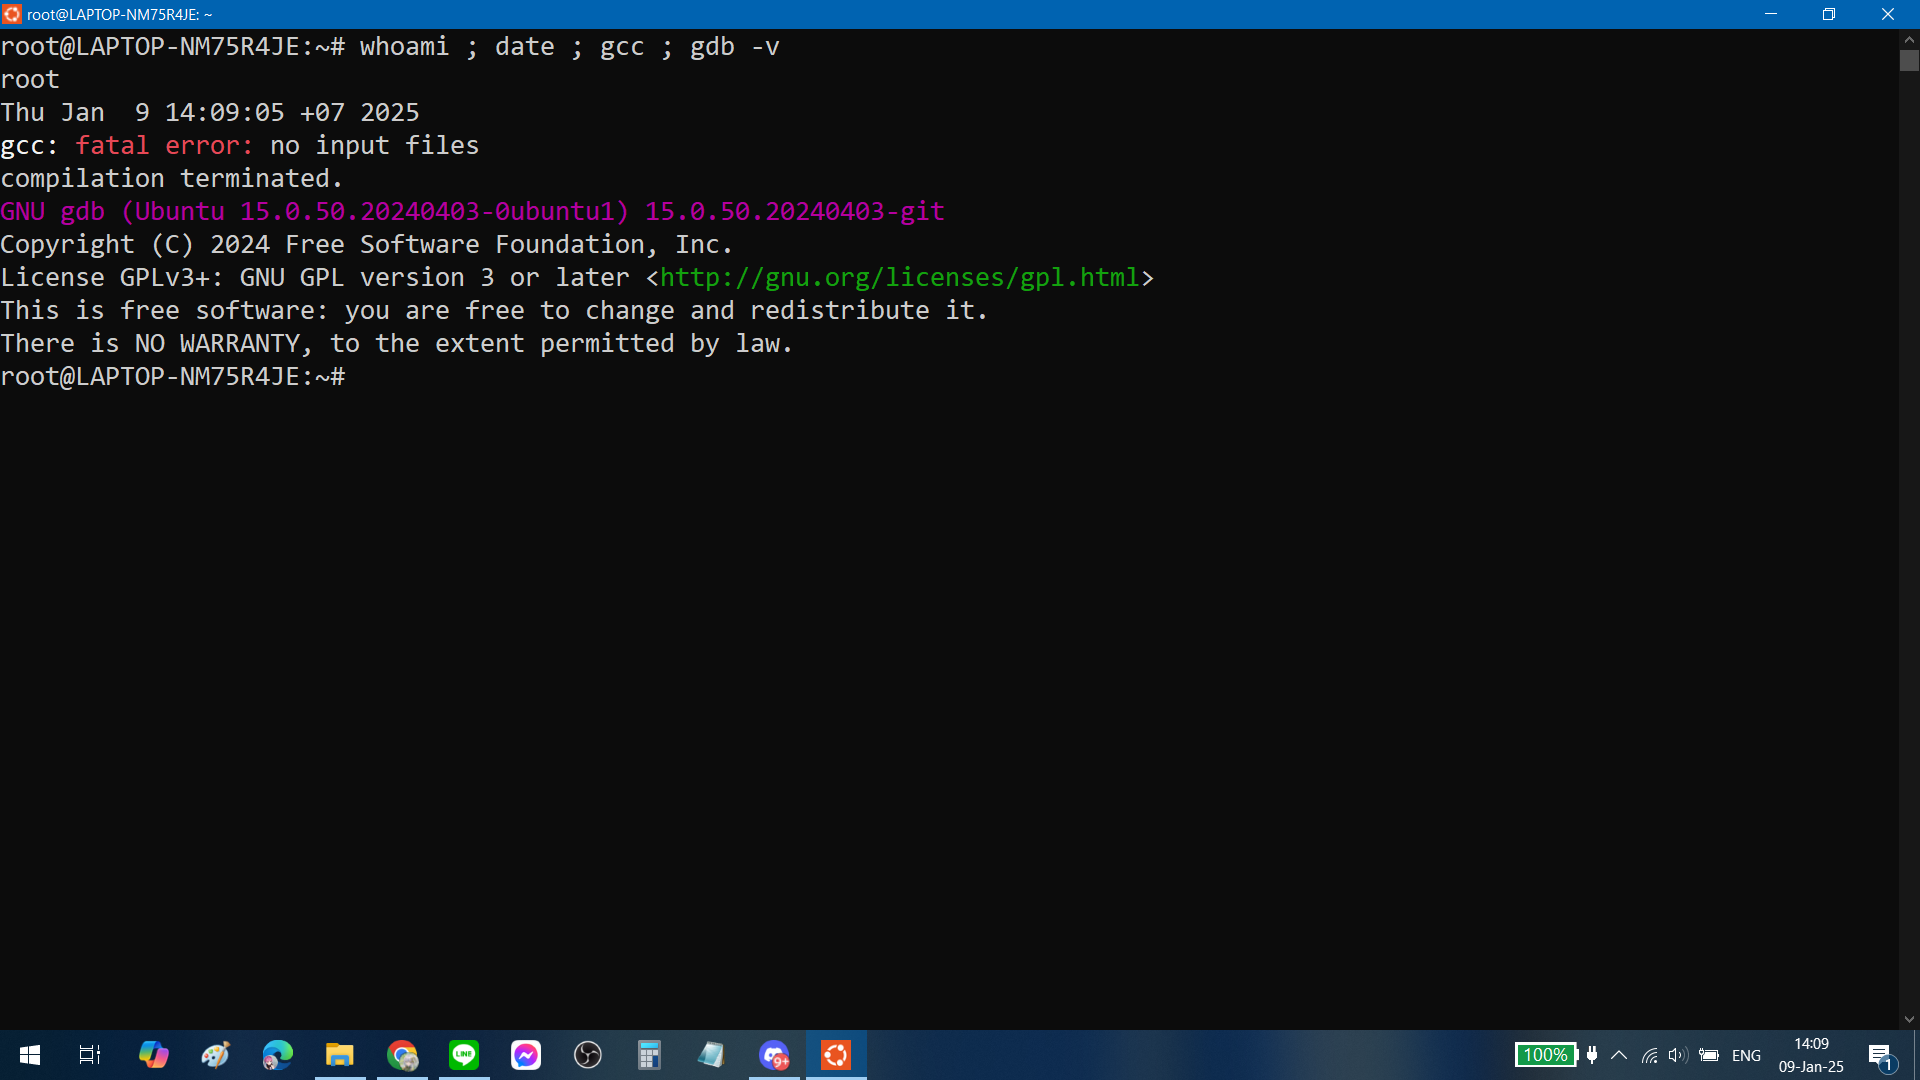 root@LAPTOP-NM75R4JE: ~
root@LAPTOP-NM75R4JE:~# whoami ; date ; gcc ; gdb -v
root
Thu Jan  9 14:09:05 +07 2025
gcc: fatal error: no input files
compilation terminated.
GNU gdb (Ubuntu 15.0.50.20240403-0ubuntu1) 15.0.50.20240403-git
Copyright (C) 2024 Free Software Foundation, Inc.
License GPLv3+: GNU GPL version 3 or later <http://gnu.org/licenses/gpl.html>
This is free software: you are free to change and redistribute it.
There is NO WARRANTY, to the extent permitted by law.
root@LAPTOP-NM75R4JE:~#
LINE
9+
100%
ENG
14:09
09-Jan-25
1